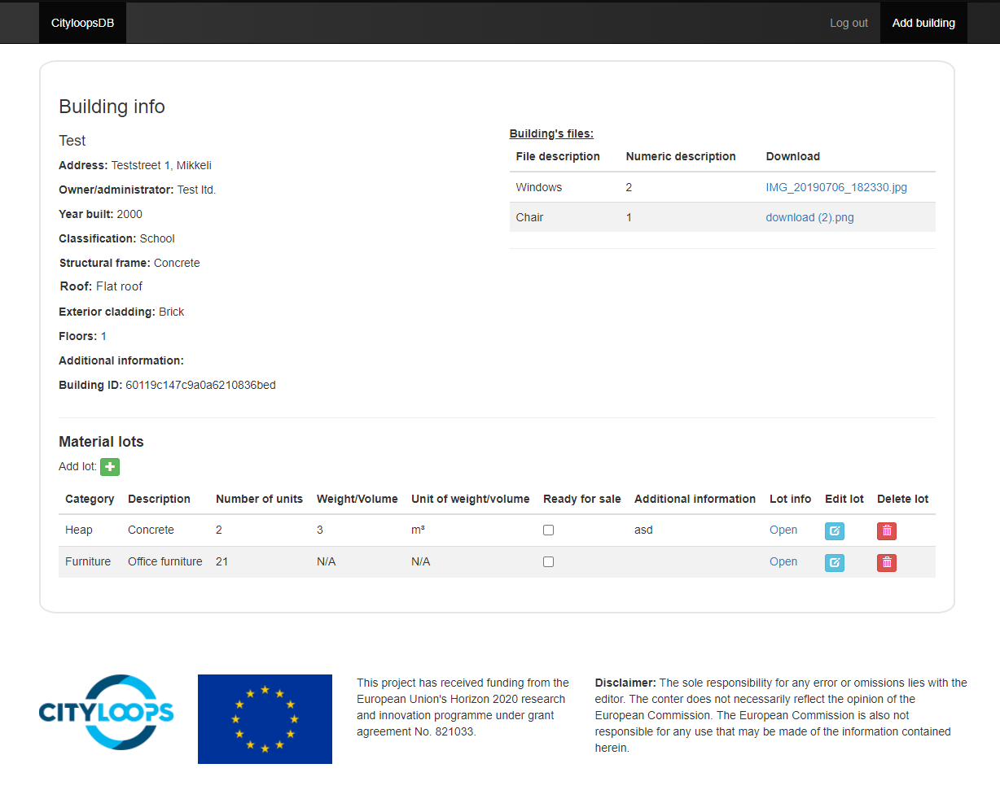 CityloopsDB
Log out
Add building
Building info
Test
Address: Teststreet 1, Mikkeli
Owner/administrator: Test ltd.
Year built: 2000
Classification: School
Structural frame: Concrete
Roof: Flat roof
Exterior cladding: Brick
Floors: 1
Additional information:
Building ID: 60119c147c9a0a6210836bed
Building's files:
File description Numeric description Download
Windows 2 IMG_20190706_182330.jpg
Chair 1 download (2).png
Material lots
Add lot:
Category Description Number of units Weight/Volume Unit of weight/volume Ready for sale Additional information Lot info Edit lot Delete lot
Heap Concrete 2 3 m³ asd Open
Furniture Office furniture 21 N/A N/A Open
CITYLOOPS
This project has received funding from the
European Union's Horizon 2020 research
and innovation programme under grant
agreement No. 821033.
Disclaimer: The sole responsibility for any error or omissions lies with the
editor. The conter does not necessarily reflect the opinion of the
European Commission. The European Commission is also not
responsible for any use that may be made of the information contained
herein.